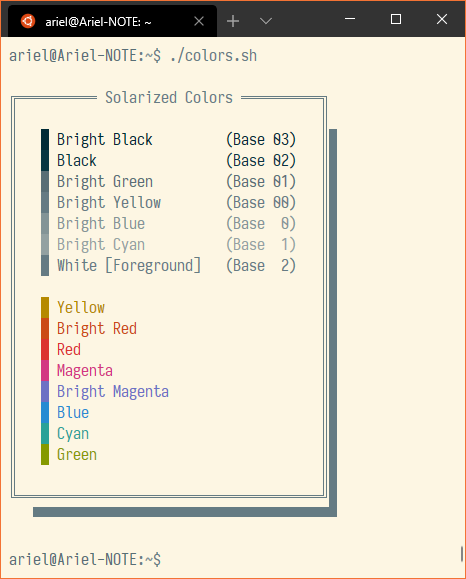 ariel@Ariel-NOTE: ~
ariel@Ariel-NOTE:~$ ./colors.sh
Solarized Colors
Bright Black (Base 03)
Black (Base 02)
Bright Green (Base 01)
Bright Yellow (Base 00)
Bright Blue (Base 0)
Bright Cyan (Base 1)
White [Foreground] (Base 2)
Yellow
Bright Red
Red
Magenta
Bright Magenta
Blue
Cyan
Green
ariel@Ariel-NOTE:~$